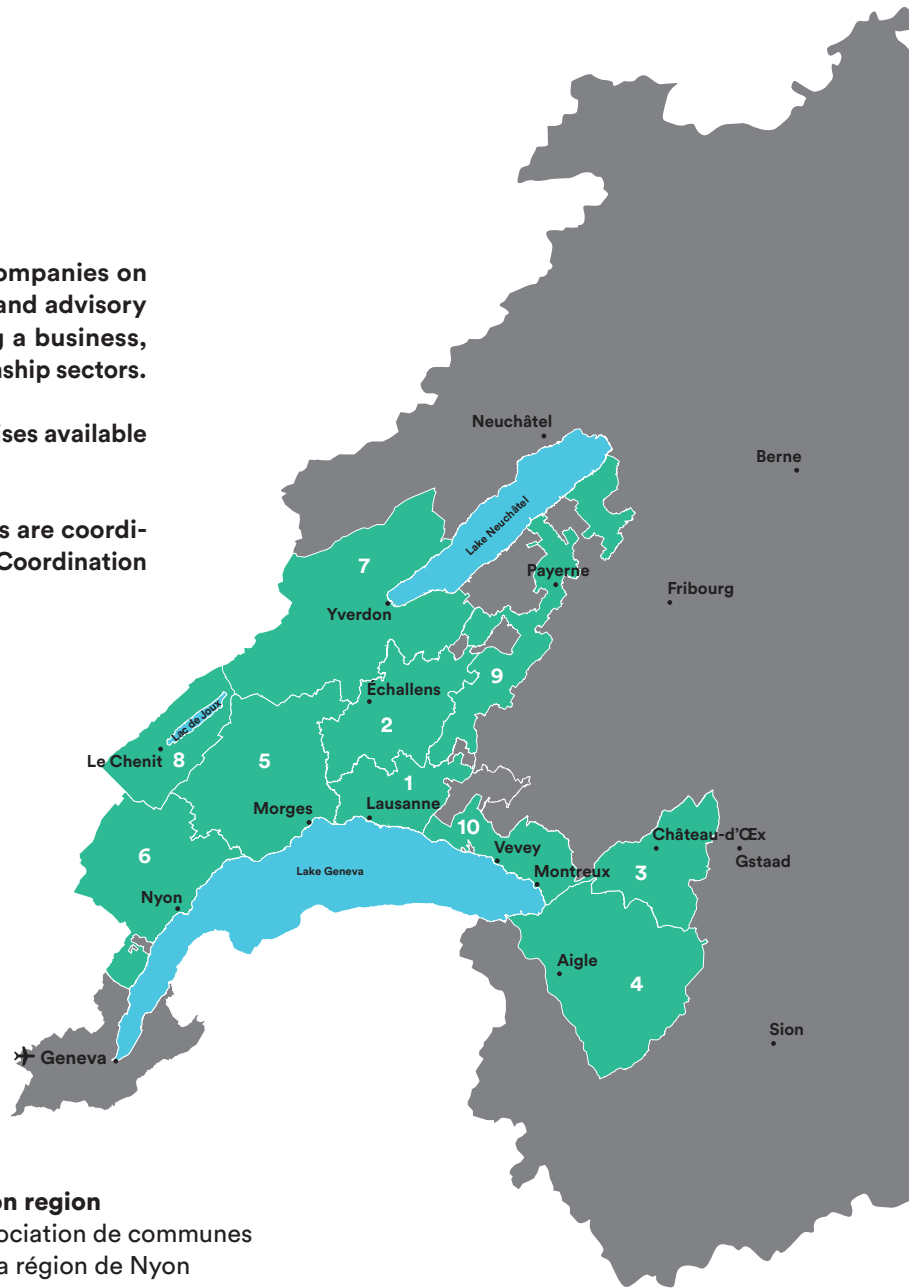 ompanies on
and advisory
g a business,
nship sectors.
ises available
s are coordi-
Coordination
Neuchâtel
Berne
Lake Neuchâtel
7
Payerne
Fribourg
Yverdon
9
Échallens
2
Lac de Joux
Le Chenit
8
5
1
Lausanne
Morges
10
Château-d'Œx
Vevey
Gstaad
6
Lake Geneva
Montreux
3
Nyon
Aigle
4
Sion
Geneva
on region
ociation de communes
a région de Nyon